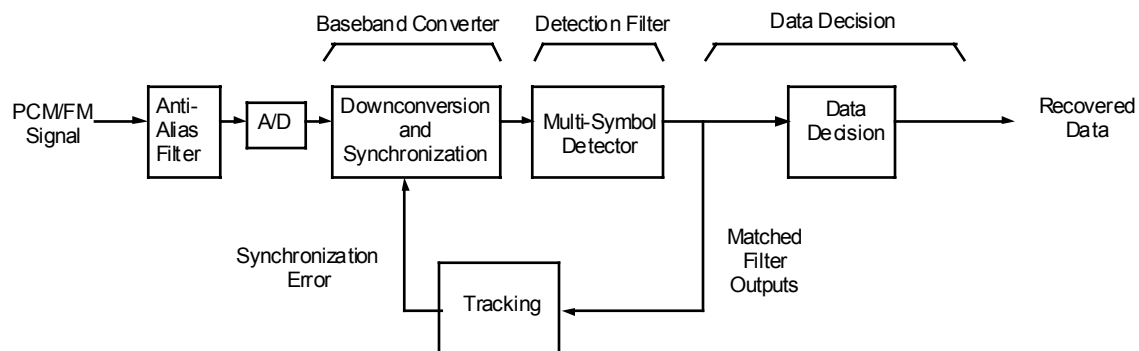 Baseband Converter
Detection Filter
Data Decision
PCM/FM
Signal
Anti-
Alias
Filter
A/D
Downconversion
and
Synchronization
Multi-Symbol
Detector
Data
Decision
Recovered
Data
Synchronization
Error
Tracking
Matched
Filter
Outputs